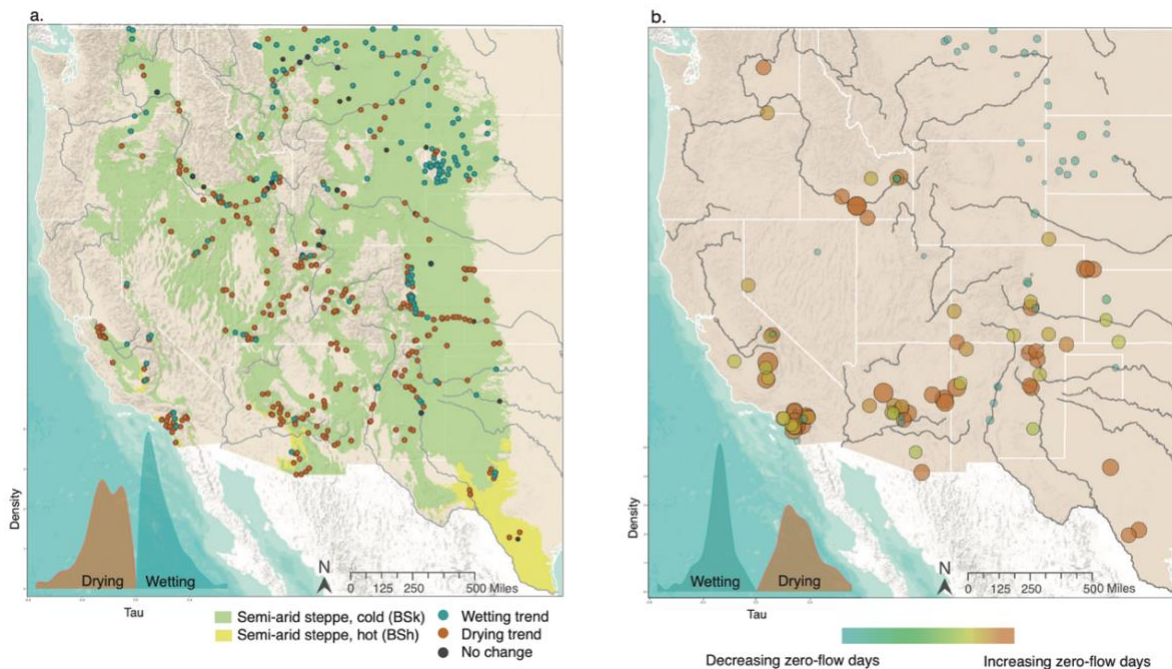 a.
b.
Density
Drying
Wetting
Tau
N
0 250 500 Miles
Semi-arid steppe, cold (BSk)
Semi-arid steppe, hot (BSh)
Wetting trend
Drying trend
No change
Density
Wetting
Drying
Tau
N
0 125 250 500 Miles
Decreasing zero-flow days
Increasing zero-flow days